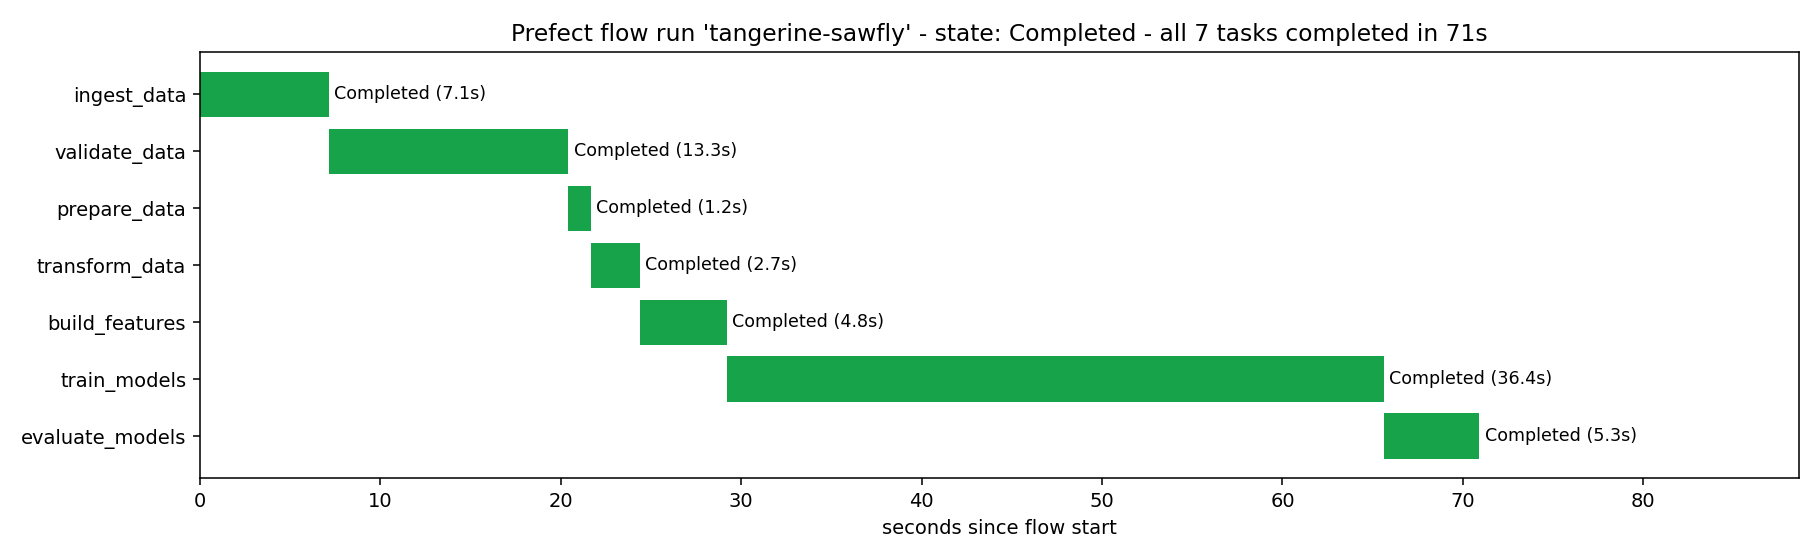 Prefect flow run 'tangerine-sawfly' - state: Completed - all 7 tasks completed in 71s
ingest_data
Completed (7.1s)
validate_data
Completed (13.3s)
prepare_data
Completed (1.2s)
transform_data
Completed (2.7s)
build_features
Completed (4.8s)
train_models
Completed (36.4s)
evaluate_models
Completed (5.3s)
0 10 20 30 40 50 60 70 80
seconds since flow start